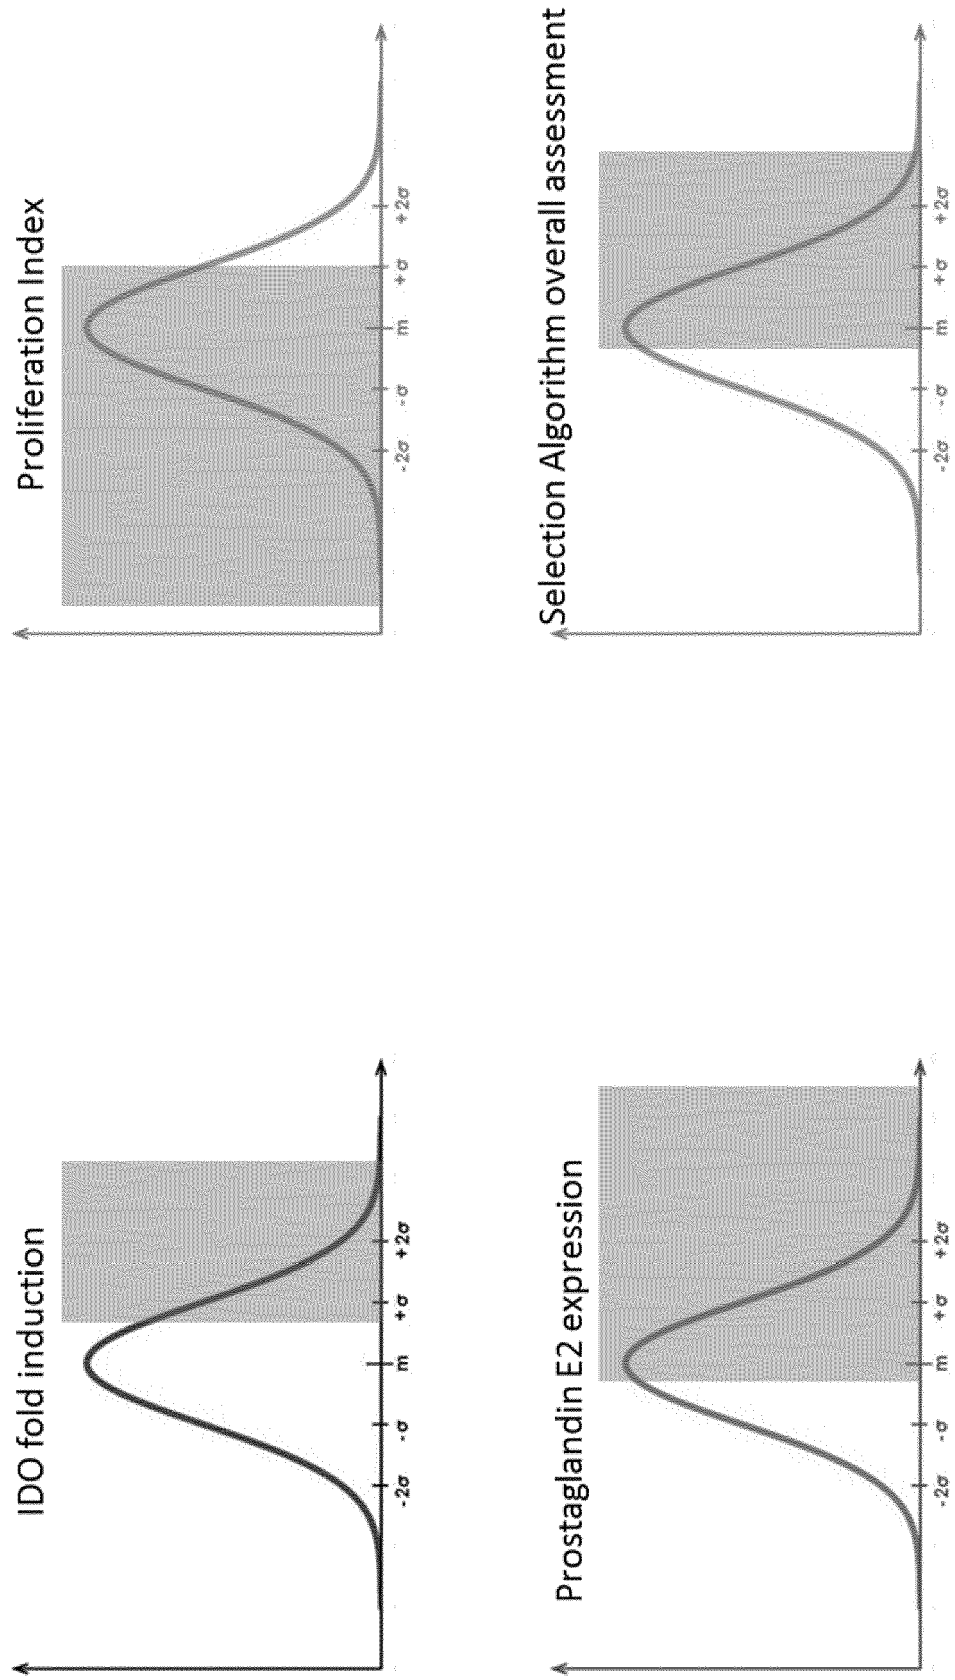 IDO fold induction
-2σ -σ m +σ +2σ
Proliferation Index
-2σ -σ m +σ +2σ
Prostaglandin E2 expression
-2σ -σ m +σ +2σ
Selection Algorithm overall assessment
-2σ -σ m +σ +2σ